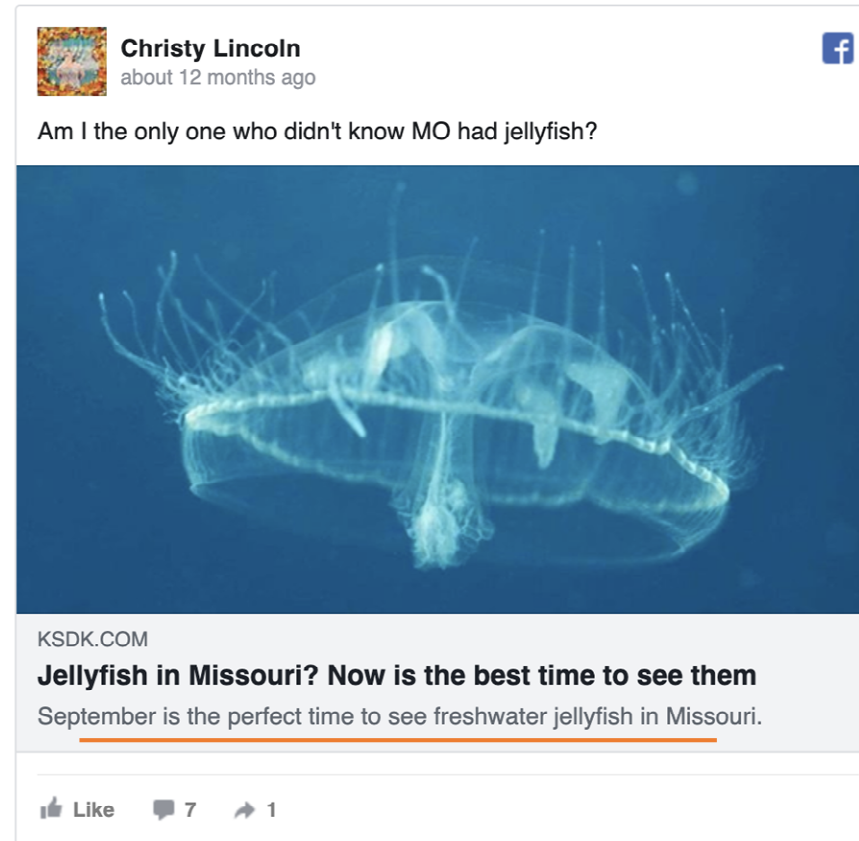 Christy Lincoln
about 12 months ago
Am I the only one who didn't know MO had jellyfish?
KSDK.COM
Jellyfish in Missouri? Now is the best time to see them
September is the perfect time to see freshwater jellyfish in Missouri.
Like 7 1